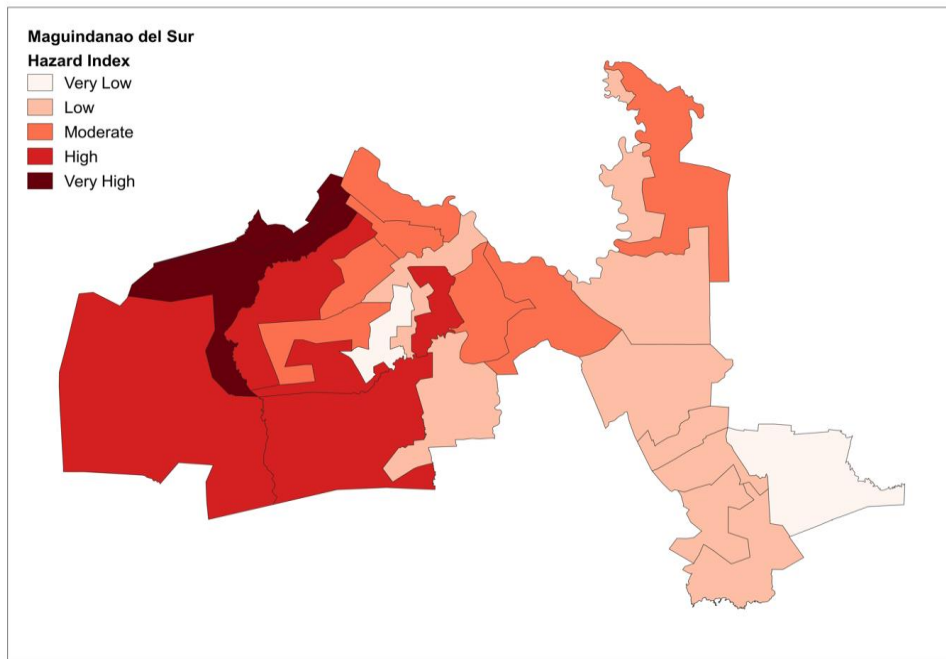 Maguindanao del Sur
Hazard Index
Very Low
Low
Moderate
High
Very High